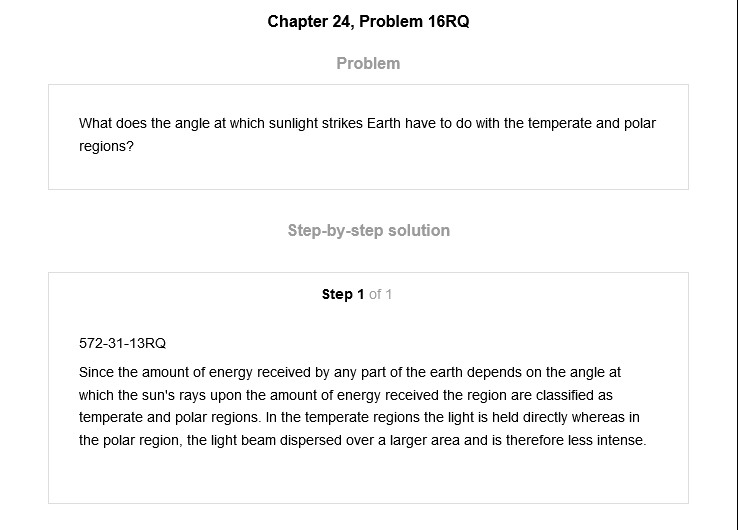 Chapter 24, Problem 16RQ
Problem
What does the angle at which sunlight strikes Earth have to do with the temperate and polar
regions?
Step-by-step solution
Step 1 of 1
572-31-13RQ
Since the amount of energy received by any part of the earth depends on the angle at
which the sun's rays upon the amount of energy received the region are classified as
temperate and polar regions. In the temperate regions the light is held directly whereas in
the polar region, the light beam dispersed over a larger area and is therefore less intense.